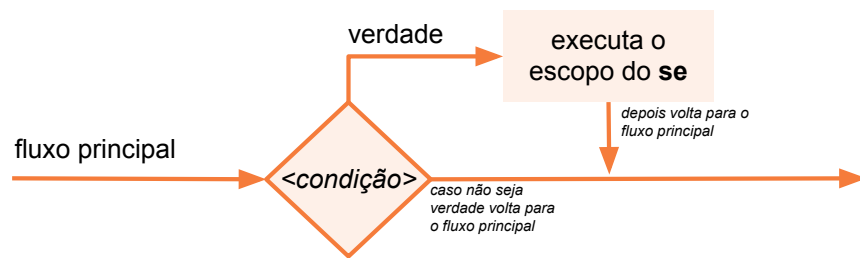 verdade
executa o
escopo do se
depois volta para o
fluxo principal
fluxo principal
<condição>
caso não seja
verdade volta para
o fluxo principal